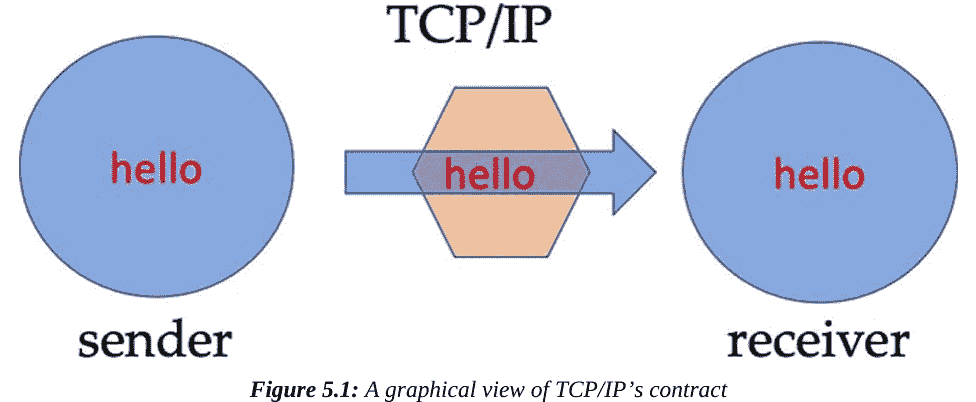 TCP/IP
hello
hello
hello
sender
receiver
Figure 5.1: A graphical view of TCP/IP’s contract